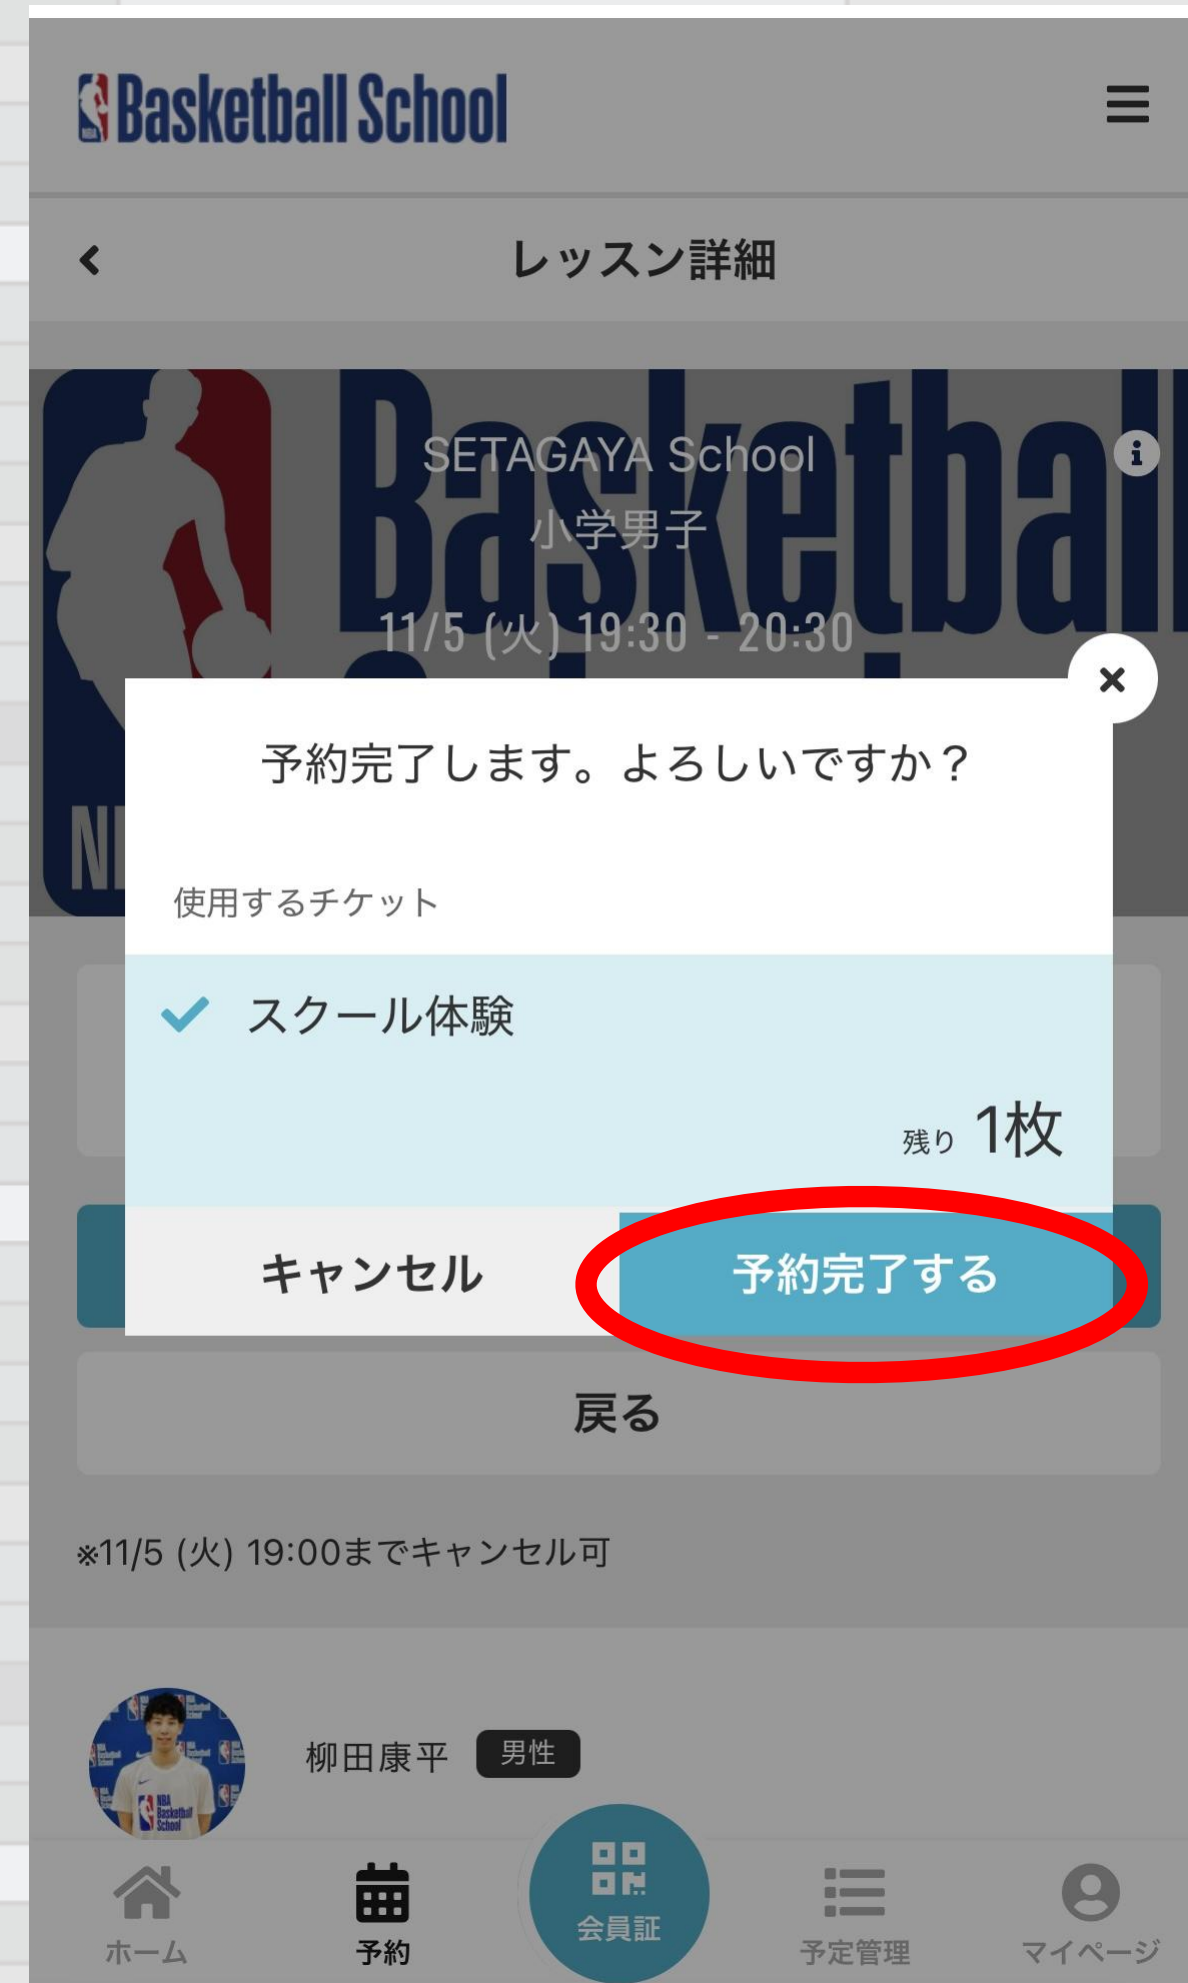 NBA Basketball School
レッスン詳細
SETAGAYA School
小学男子
11/5 (火) 19:30 - 20:30
予約完了します。よろしいですか？
使用するチケット
スクール体験
残り 1枚
キャンセル
予約完了する
戻る
※11/5 (火) 19:00までキャンセル可
柳田康平 男性
ホーム
予約
会員証
予定管理
マイページ